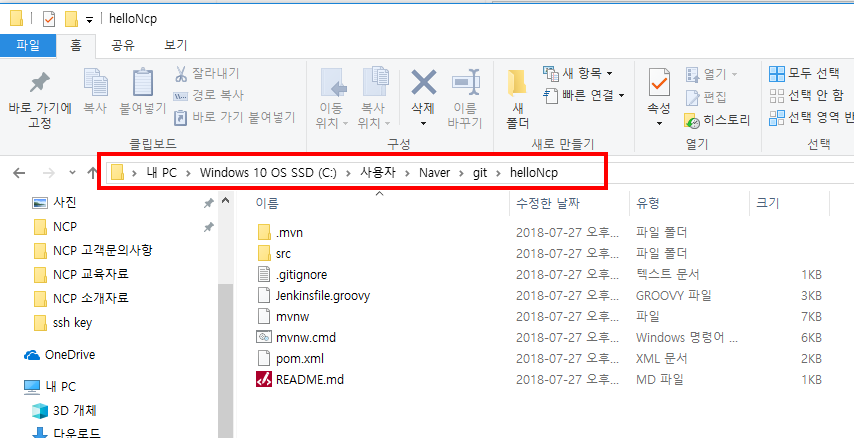 helloNcp
파일 홈 공유 보기
바로 가기에 고정
복사
붙여넣기
잘라내기
경로 복사
바로 가기 붙여넣기
클립보드
이동 위치
복사 위치
삭제
이름 바꾸기
구성
새 폴더
새 항목
빠른 연결
새로 만들기
속성
열기
편집
히스토리
열기
모두 선택
선택 안 함
선택 영역 반
선택
내 PC > Windows 10 OS SSD (C:) > 사용자 > Naver > git > helloNcp
사진
NCP
NCP 고객문의사항
NCP 교육자료
NCP 소개자료
ssh key
OneDrive
내 PC
3D 개체
다운로드
이름 수정한 날짜 유형 크기
.mvn 2018-07-27 오후... 파일 폴더
src 2018-07-27 오후... 파일 폴더
.gitignore 2018-07-27 오후... 텍스트 문서 1KB
Jenkinsfile.groovy 2018-07-27 오후... GROOVY 파일 3KB
mvnw 2018-07-27 오후... 파일 7KB
mvnw.cmd 2018-07-27 오후... Windows 명령어 ... 6KB
pom.xml 2018-07-27 오후... XML 문서 2KB
README.md 2018-07-27 오후... MD 파일 1KB